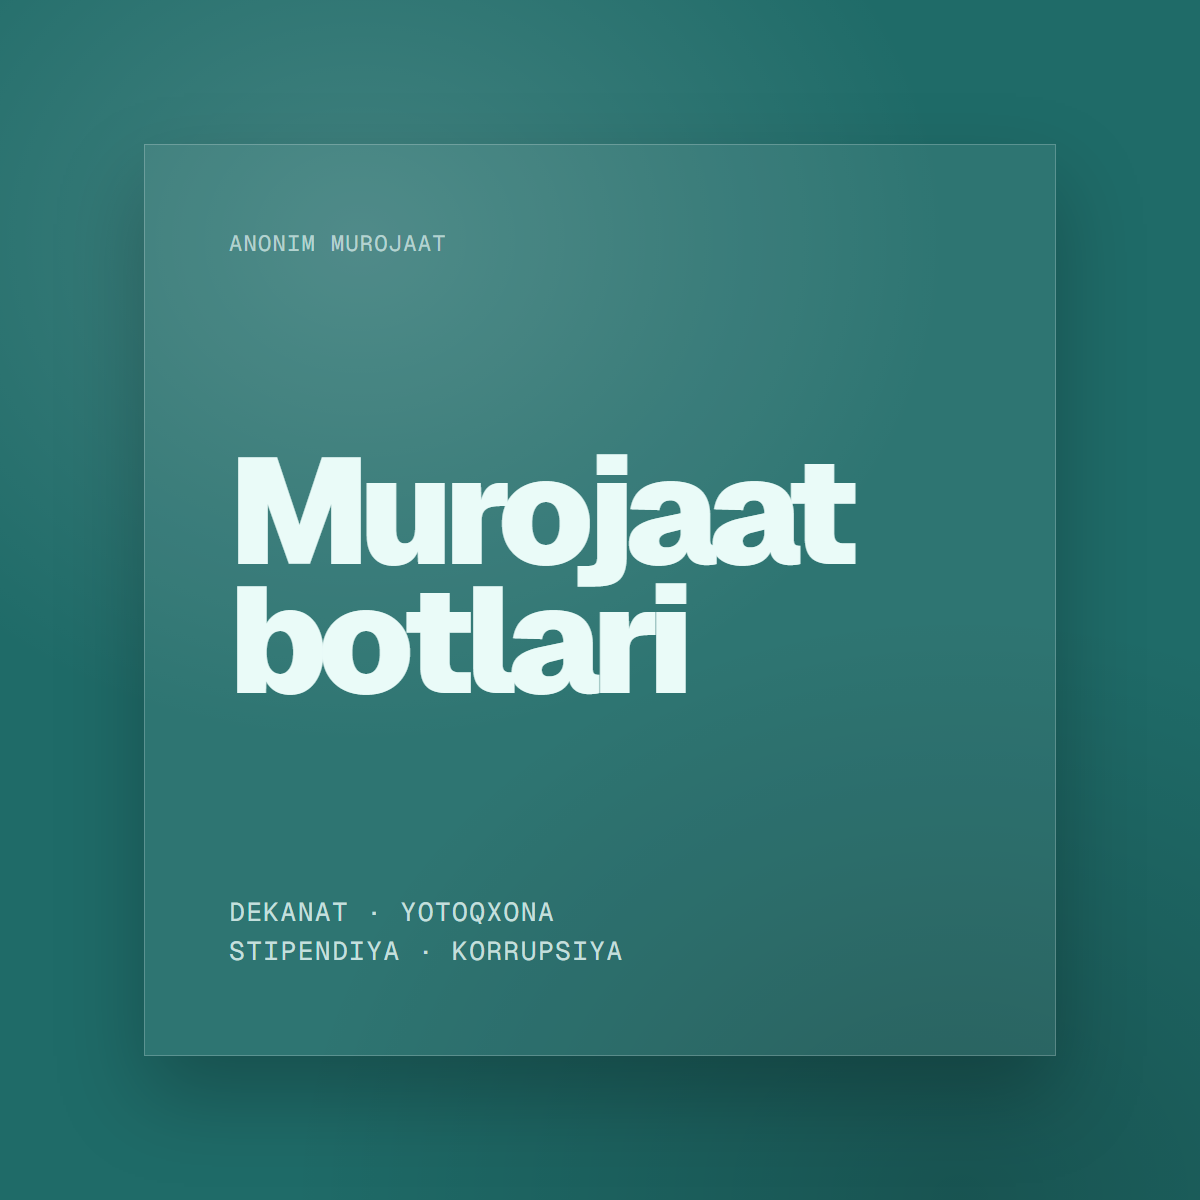 ANONIM MUROJAAT
Murojaat
botlari
DEKANAT · YOTOQXONA
STIPENDIYA · KORRUPSIYA